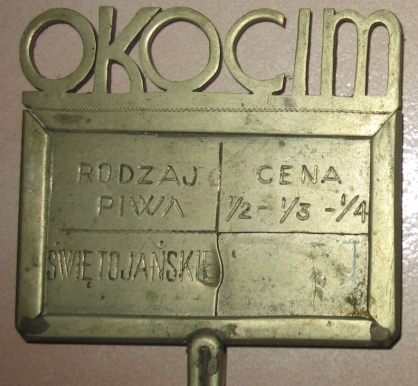 OKOCIM
RODZAJ PIWA
CENA 1/2 - 1/3 - 1/4
ŚWIĘTOJAŃSKIE